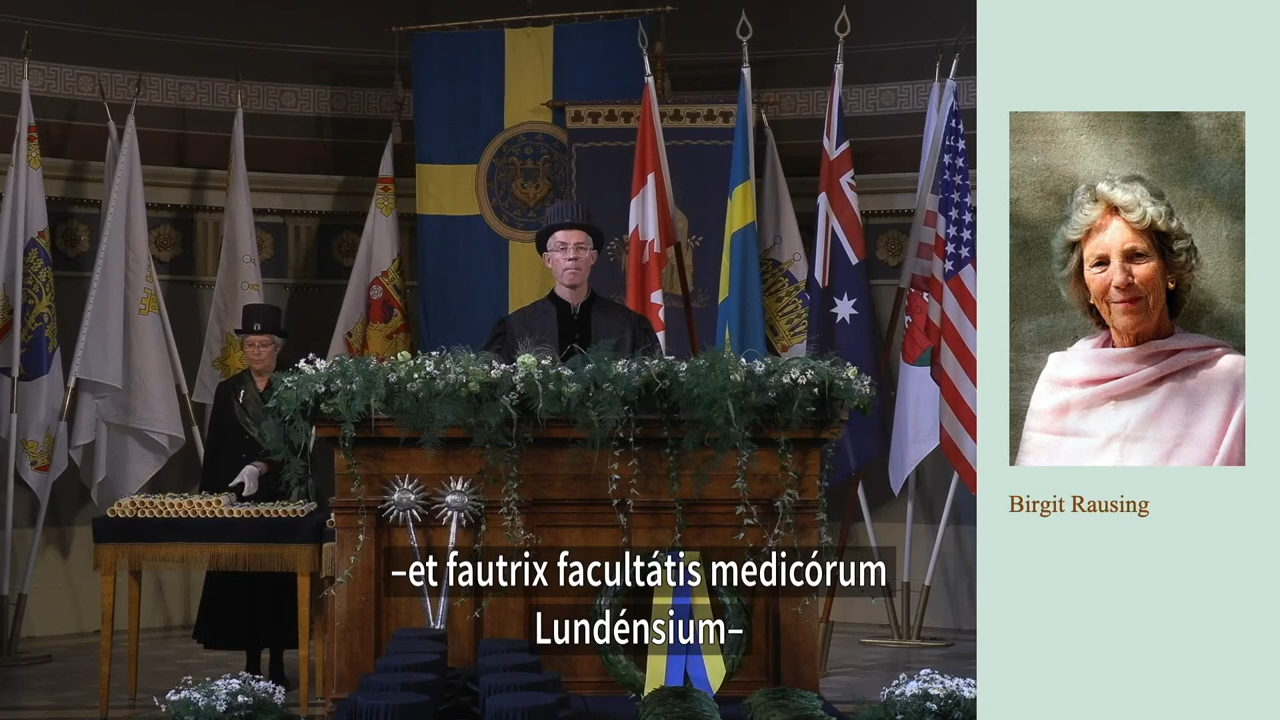 –et fautrix facultátis medicórum
Lundénsium–
Birgit Rausing